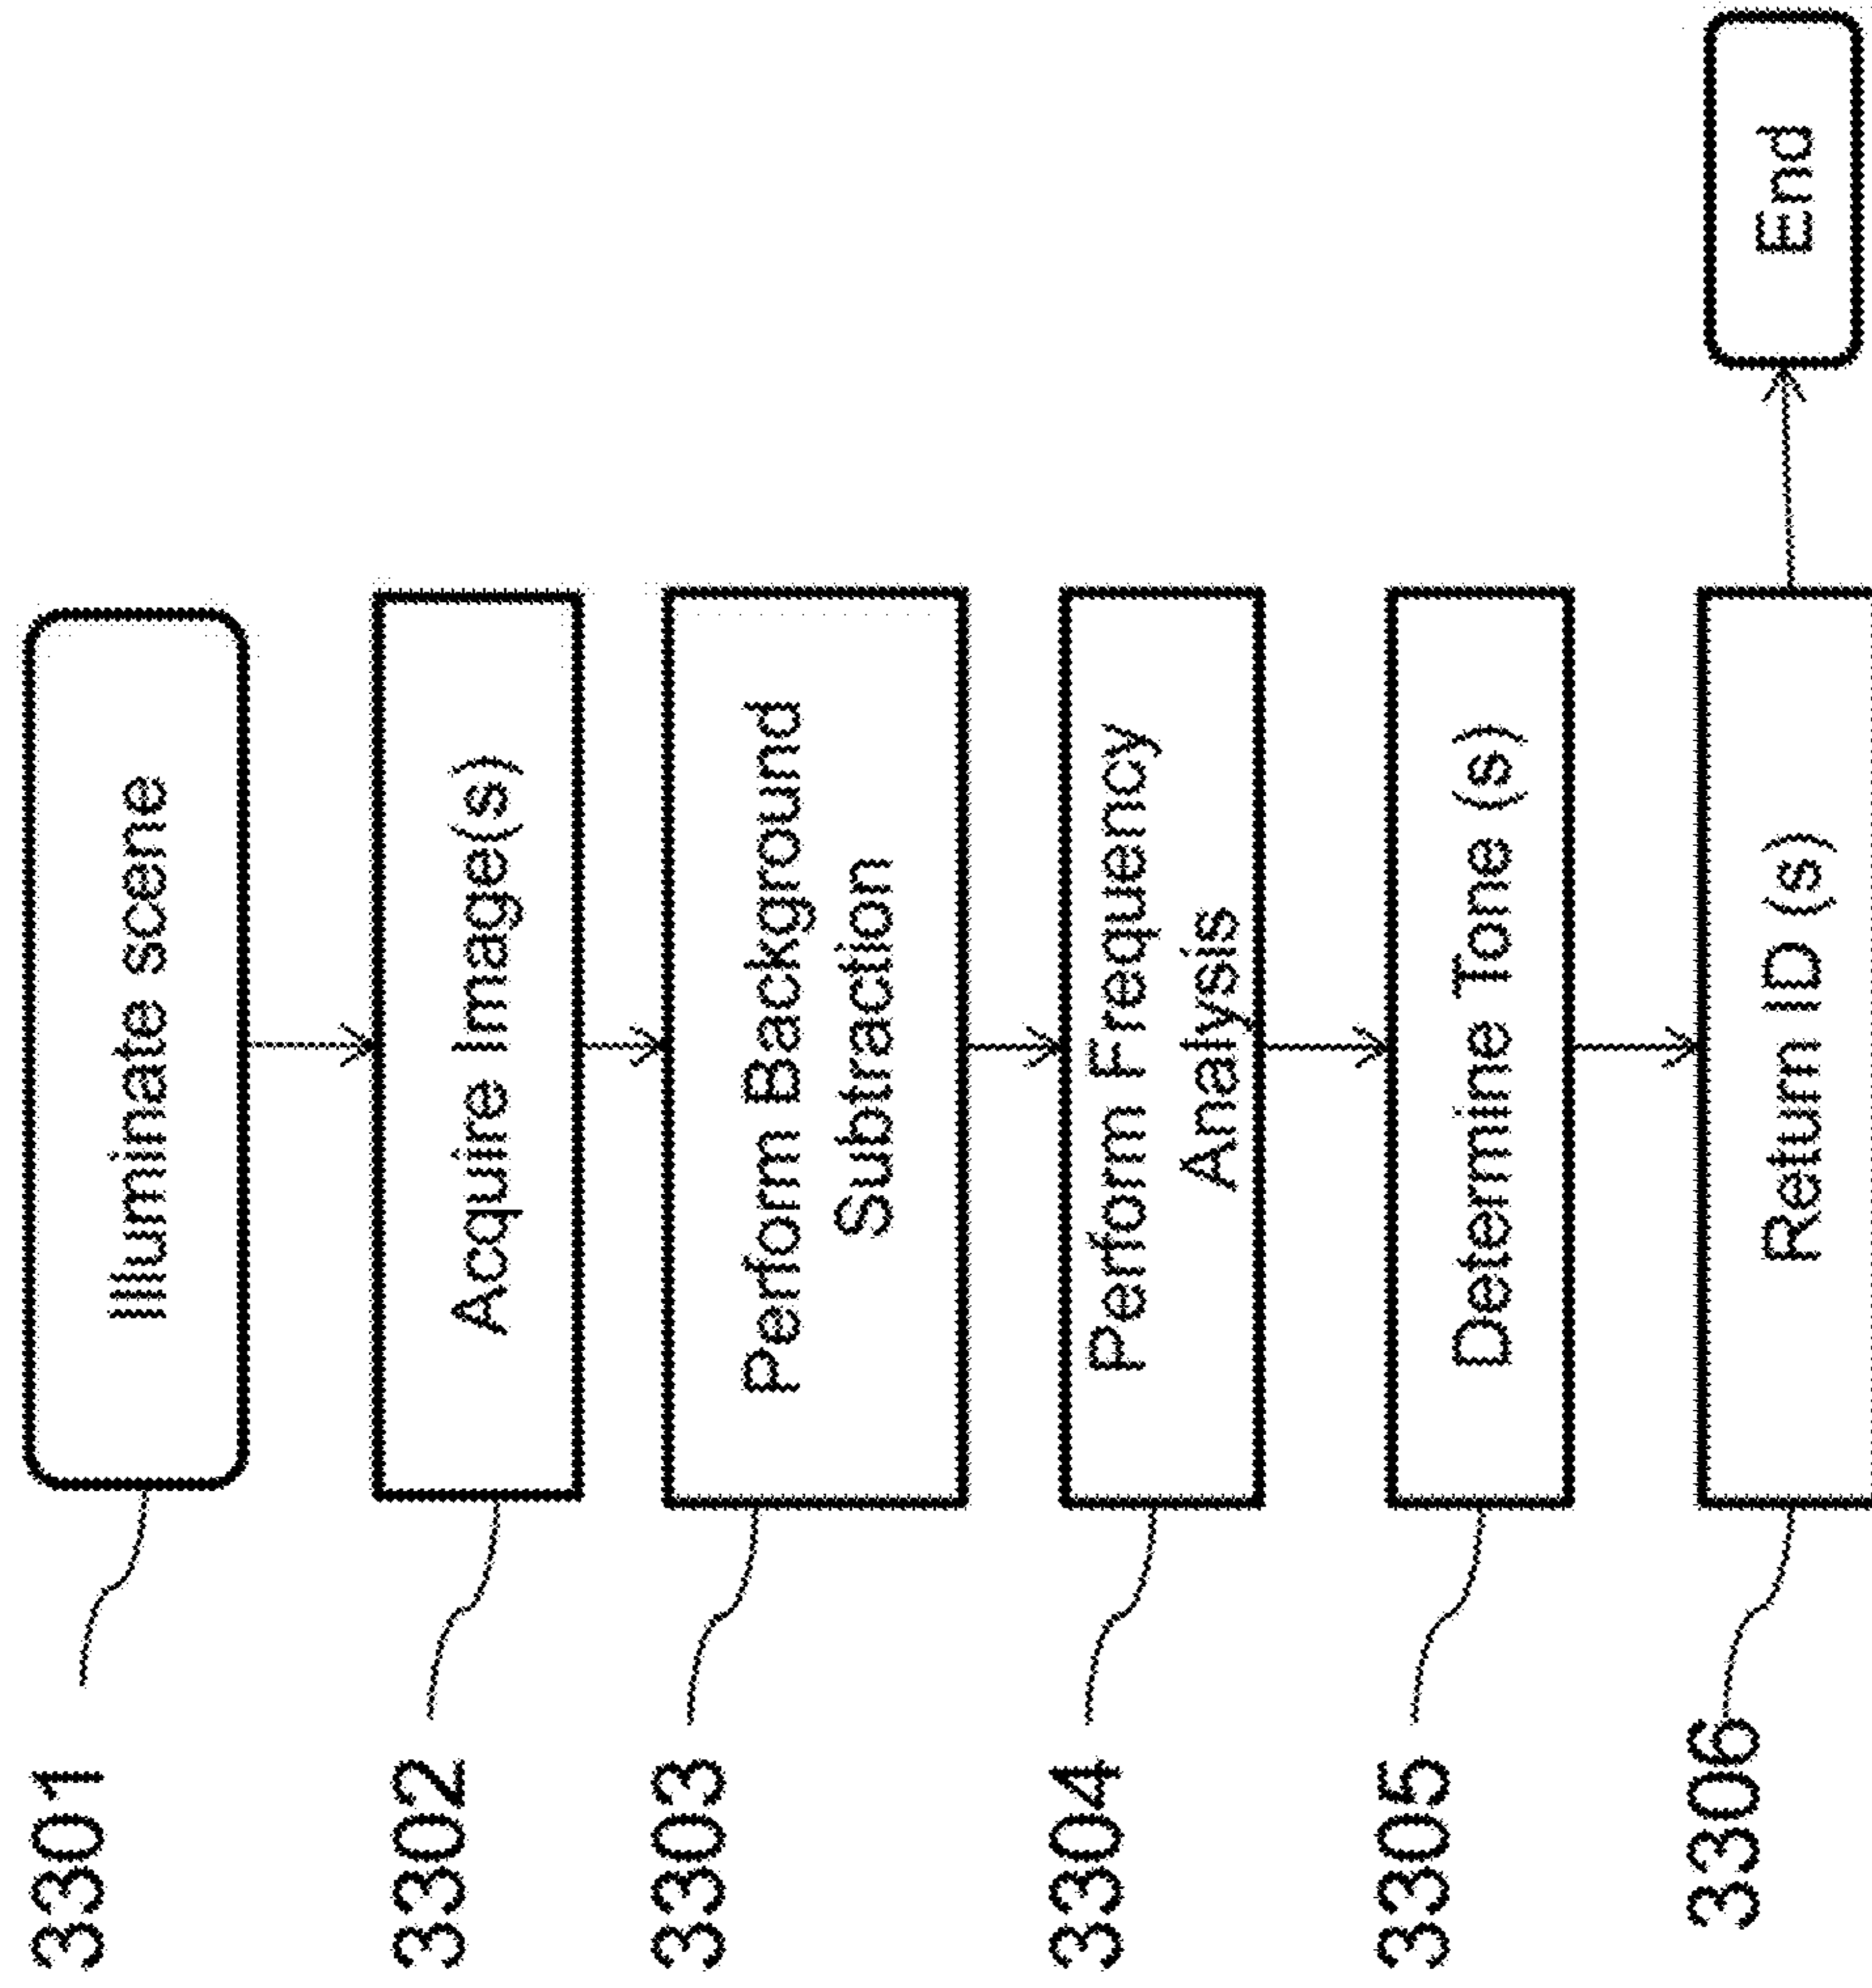 3301
Illuminate scene
3302
Acquire Image(s)
3303
Perform Background
Subtraction
3304
Perform Frequency
Analysis
3305
Determine Tone (s)
3306
Return ID (s)
End